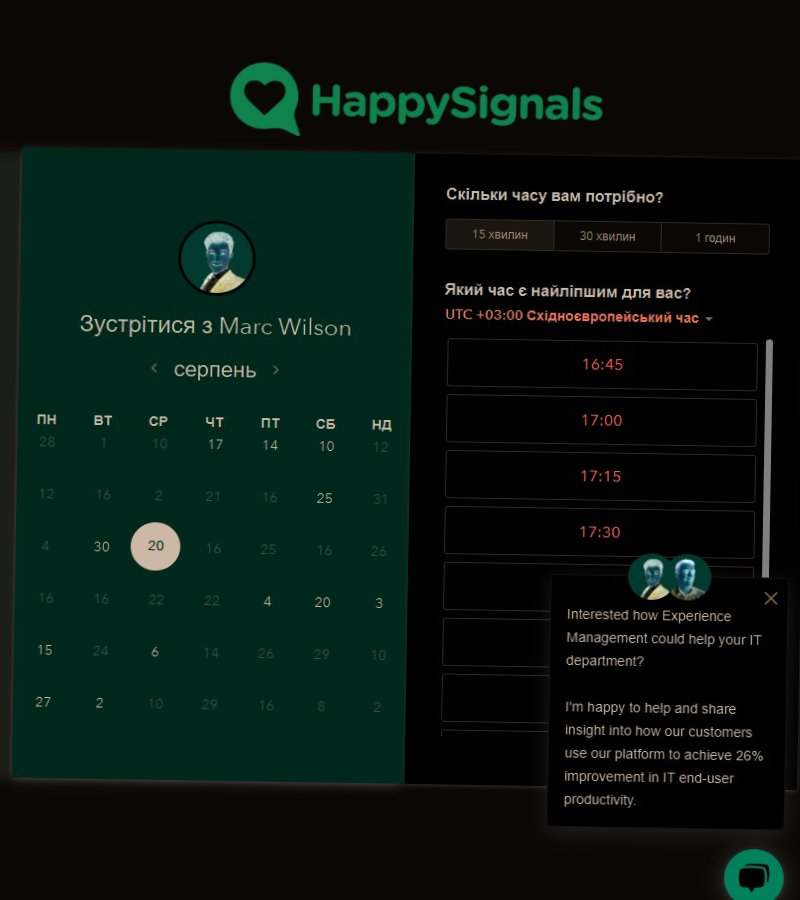 HappySignals
Зустрітися з Marc Wilson
серпень
ПН ВТ СР ЧТ ПТ СБ НД
28 1 10 17 14 10 12
12 16 2 21 16 25 31
4 30 20 16 25 16 26
16 16 22 22 4 20 3
15 24 6 14 26 29 10
27 2 10 29 16 8 2
Скільки часу вам потрібно?
15 хвилин 30 хвилин 1 годин
Який час є найліпшим для вас?
UTC +03:00 Східноєвропейський час
16:45
17:00
17:15
17:30
Interested how Experience
Management could help your IT
department?
I'm happy to help and share
insight into how our customers
use our platform to achieve 26%
improvement in IT end-user
productivity.